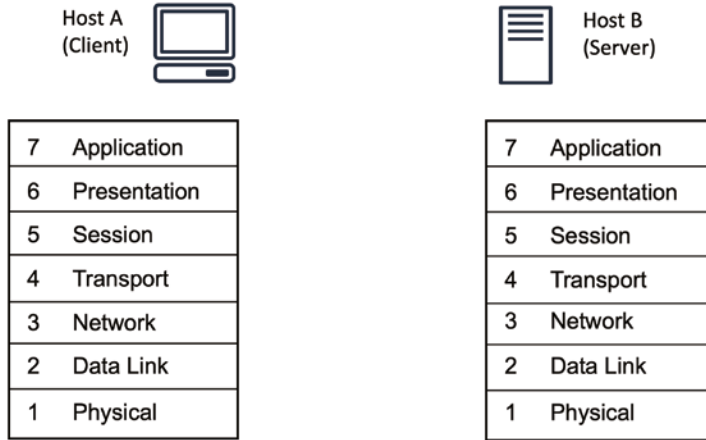 Host A
(Client)
Host B
(Server)
7 Application
6 Presentation
5 Session
4 Transport
3 Network
2 Data Link
1 Physical
7 Application
6 Presentation
5 Session
4 Transport
3 Network
2 Data Link
1 Physical